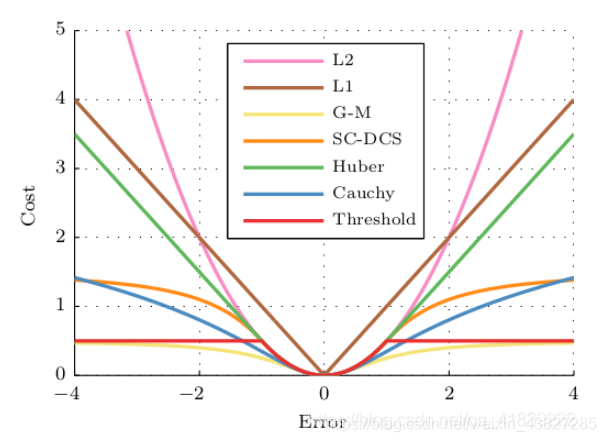 5
4
3
2
1
0
Cost
L2
L1
G-M
SC-DCS
Huber
Cauchy
Threshold
−4
−2
0
2
4
Error